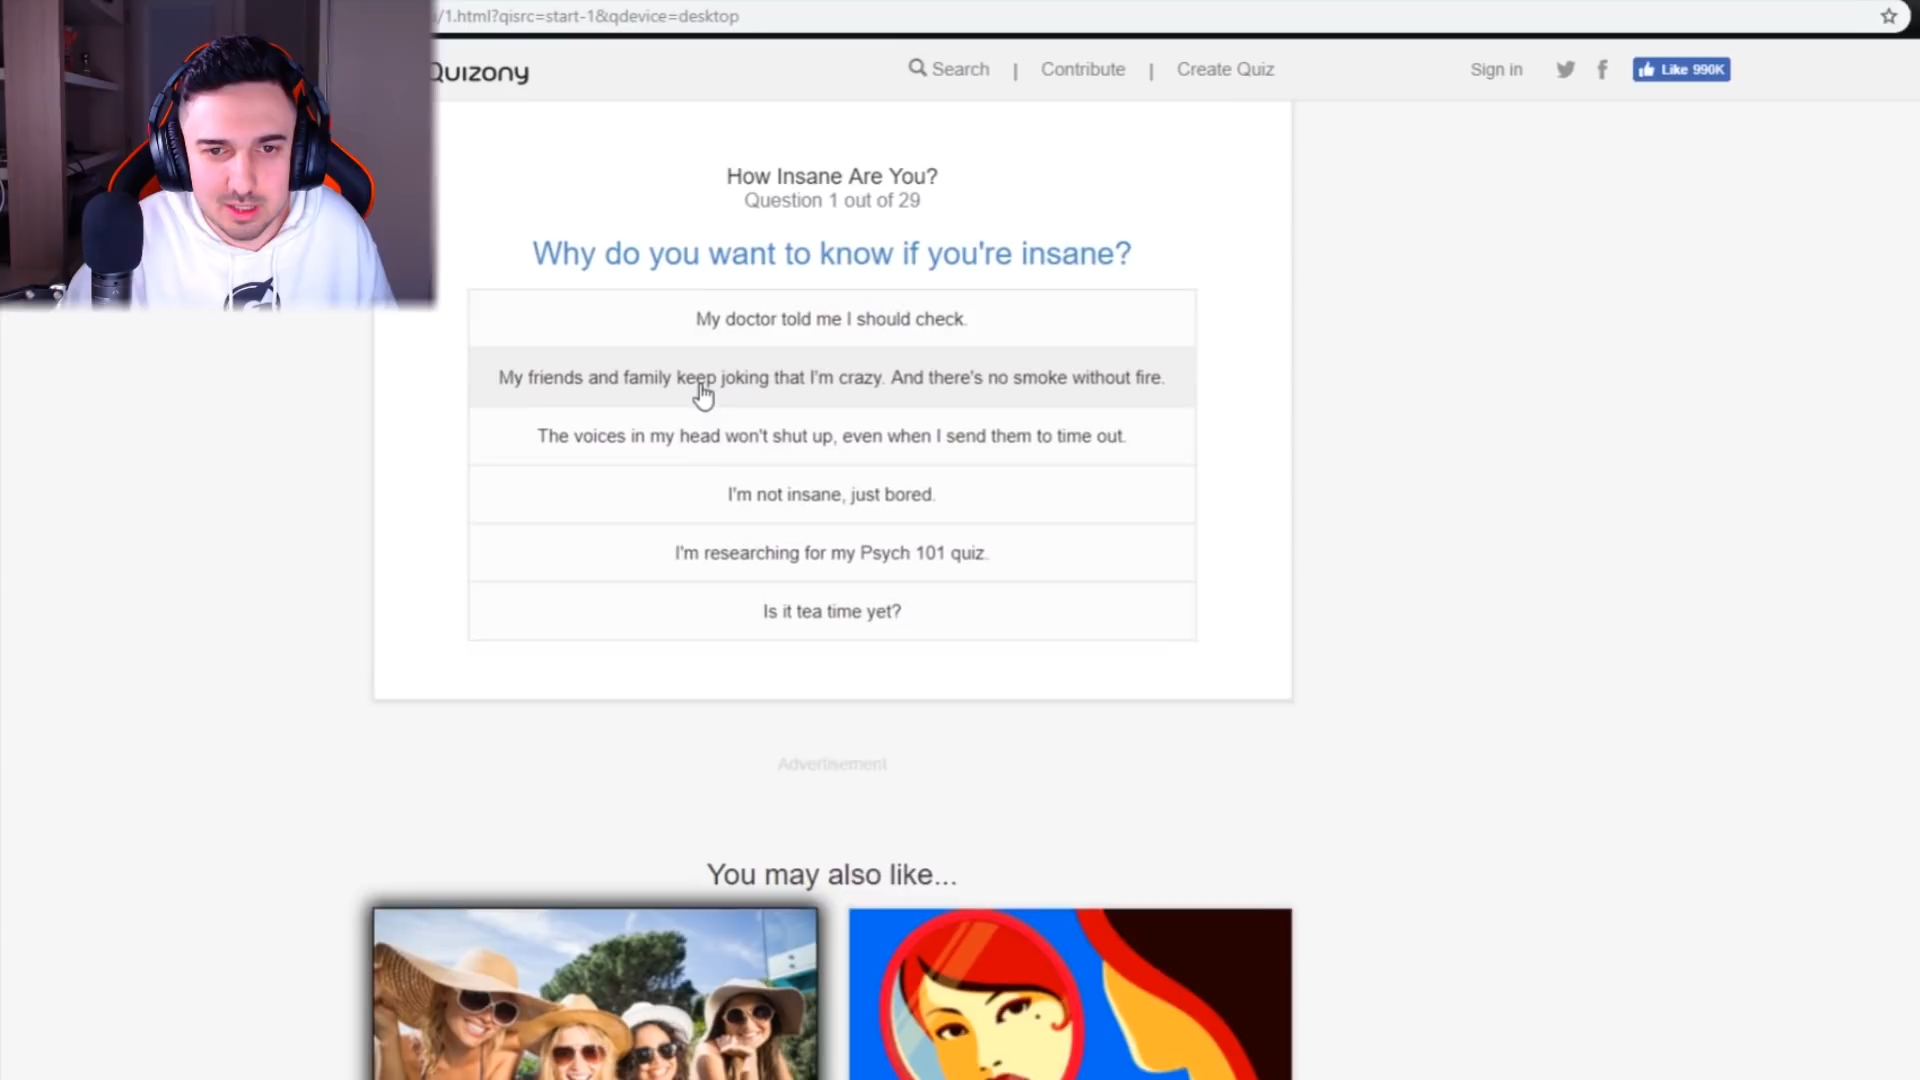 /1.html?qisrc=start-1&qdevice=desktop
Quizony
Search | Contribute | Create Quiz
Sign in
Like 990K
How Insane Are You?
Question 1 out of 29
Why do you want to know if you're insane?
My doctor told me I should check.
My friends and family keep joking that I'm crazy. And there's no smoke without fire.
The voices in my head won't shut up, even when I send them to time out.
I'm not insane, just bored.
I'm researching for my Psych 101 quiz.
Is it tea time yet?
Advertisement
You may also like...